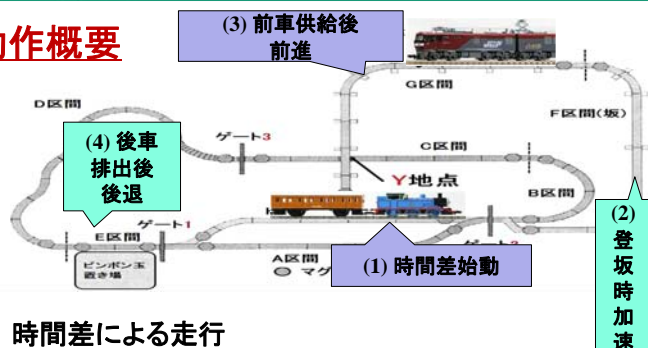 作概要
(3) 前車供給後
前進
G区間
D区間
F区間(坂)
(4) 後車
排出後
後退
ゲート3
C区間
Y地点
B区間
(2)
登
坂
時
加
速
ゲート1
E区間
ピンポン玉
置き場
A区間
(1) 時間差始動
時間差による走行